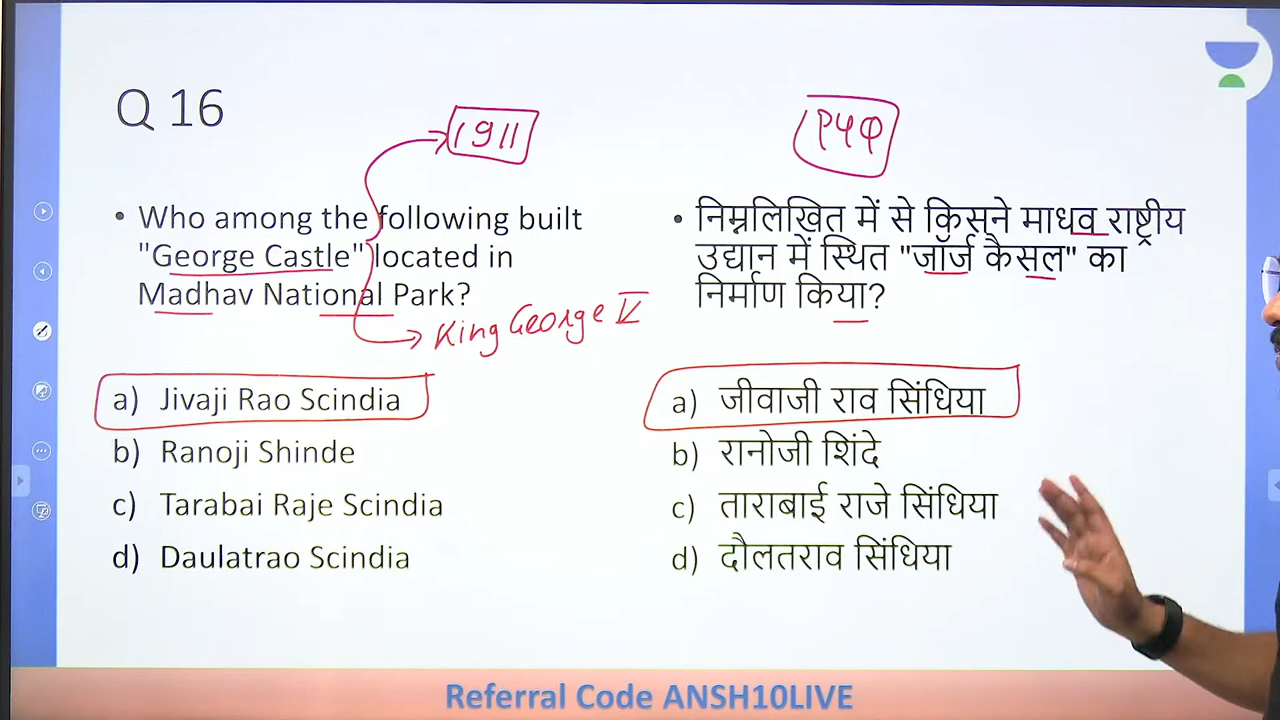 Q 16
1911
PYQ
• Who among the following built
"George Castle" located in
Madhav National Park?
King George V
a) Jivaji Rao Scindia
b) Ranoji Shinde
c) Tarabai Raje Scindia
d) Daulatrao Scindia
• निम्नलिखित में से किसने माधव राष्ट्रीय
उद्यान में स्थित "जॉर्ज कैसल" का
निर्माण किया?
a) जीवाजी राव सिंधिया
b) रानोजी शिंदे
c) ताराबाई राजे सिंधिया
d) दौलतराव सिंधिया
Referral Code ANSH10LIVE